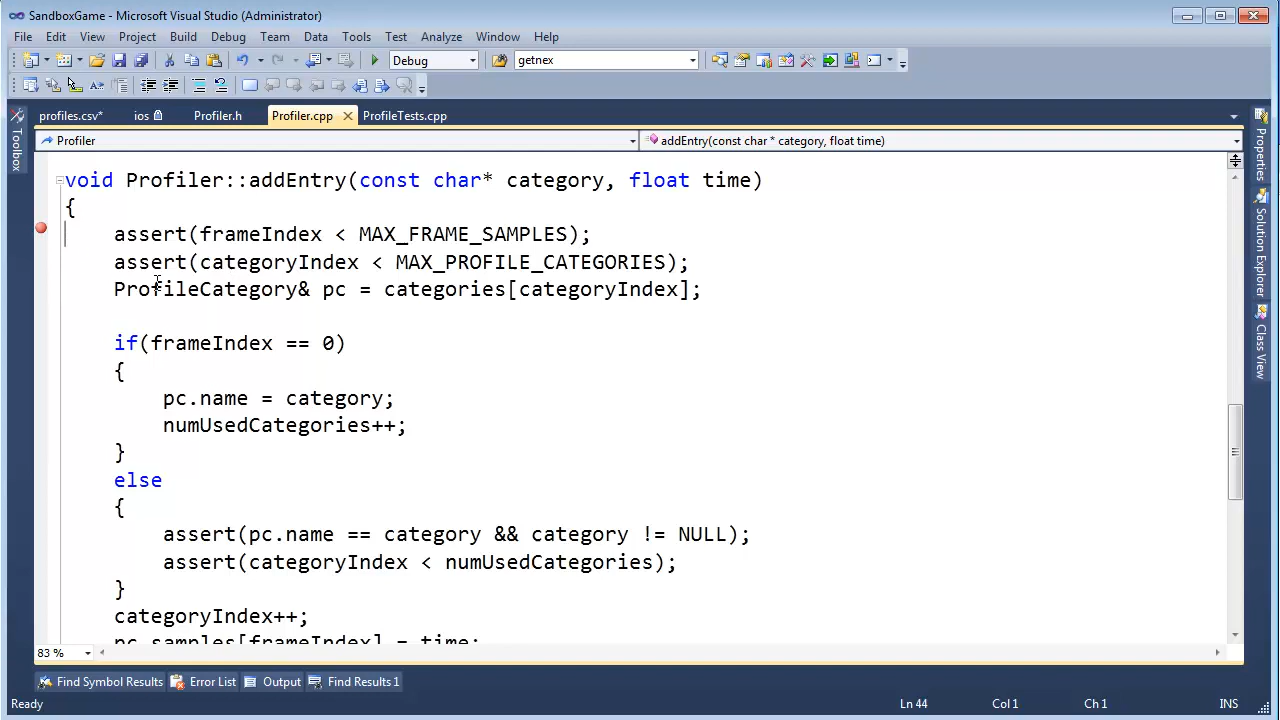 SandboxGame - Microsoft Visual Studio (Administrator)
File Edit View Project Build Debug Team Data Tools Test Analyze Window Help
Debug getnex
profiles.csv* ios Profiler.h Profiler.cpp ProfileTests.cpp
Profiler addEntry(const char * category, float time)
void Profiler::addEntry(const char* category, float time)
{
assert(frameIndex < MAX_FRAME_SAMPLES);
assert(categoryIndex < MAX_PROFILE_CATEGORIES);
ProfileCategory& pc = categories[categoryIndex];
if(frameIndex == 0)
{
pc.name = category;
numUsedCategories++;
}
else
{
assert(pc.name == category && category != NULL);
assert(categoryIndex < numUsedCategories);
}
categoryIndex++;
pc.samples[frameIndex] = time;
83 %
Find Symbol Results Error List Output Find Results 1
Ready Ln 44 Col 1 Ch 1 INS
Toolbox
Properties
Solution Explorer
Class View